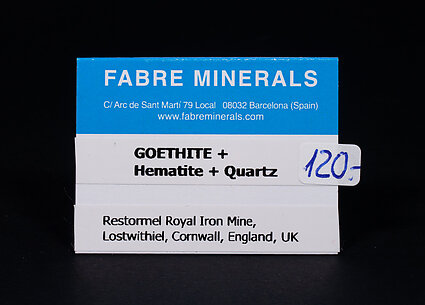 FABRE MINERALS
C/ Arc de Sant Martí 79 Local 08032 Barcelona (Spain)
www.fabreminerals.com
GOETHITE +
Hematite + Quartz
120.-
Restormel Royal Iron Mine,
Lostwithiel, Cornwall, England, UK